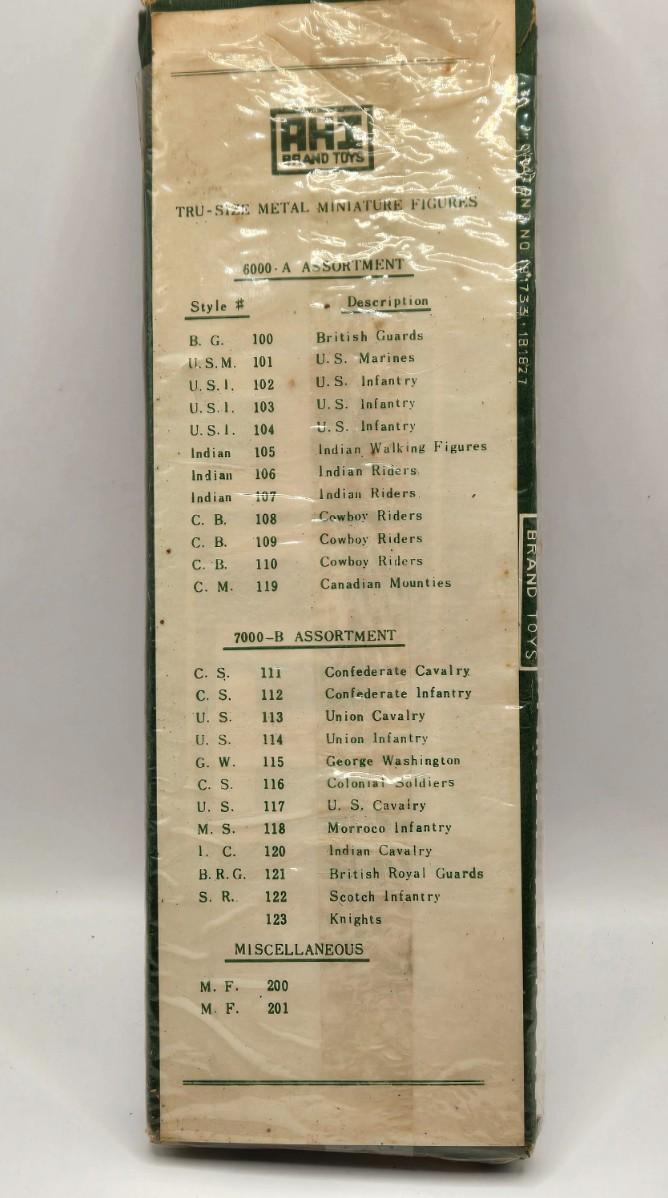 AHI
BRAND TOYS
TRU-SIZE METAL MINIATURE FIGURES
6000-A ASSORTMENT
Style # Description
B. G. 100 British Guards
U.S.M. 101 U.S. Marines
U.S.I. 102 U.S. Infantry
U.S.I. 103 U.S. Infantry
U.S.I. 104 U.S. Infantry
Indian 105 Indian Walking Figures
Indian 106 Indian Riders
Indian 107 Indian Riders
C. B. 108 Cowboy Riders
C. B. 109 Cowboy Riders
C. B. 110 Cowboy Riders
C. M. 119 Canadian Mounties
7000-B ASSORTMENT
C. S. 111 Confederate Cavalry
C. S. 112 Confederate Infantry
U. S. 113 Union Cavalry
U. S. 114 Union Infantry
G. W. 115 George Washington
C. S. 116 Colonial Soldiers
U. S. 117 U. S. Cavalry
M. S. 118 Morroco Infantry
I. C. 120 Indian Cavalry
B.R.G. 121 British Royal Guards
S. R. 122 Scotch Infantry
123 Knights
MISCELLANEOUS
M. F. 200
M. F. 201
BRAND TOYS